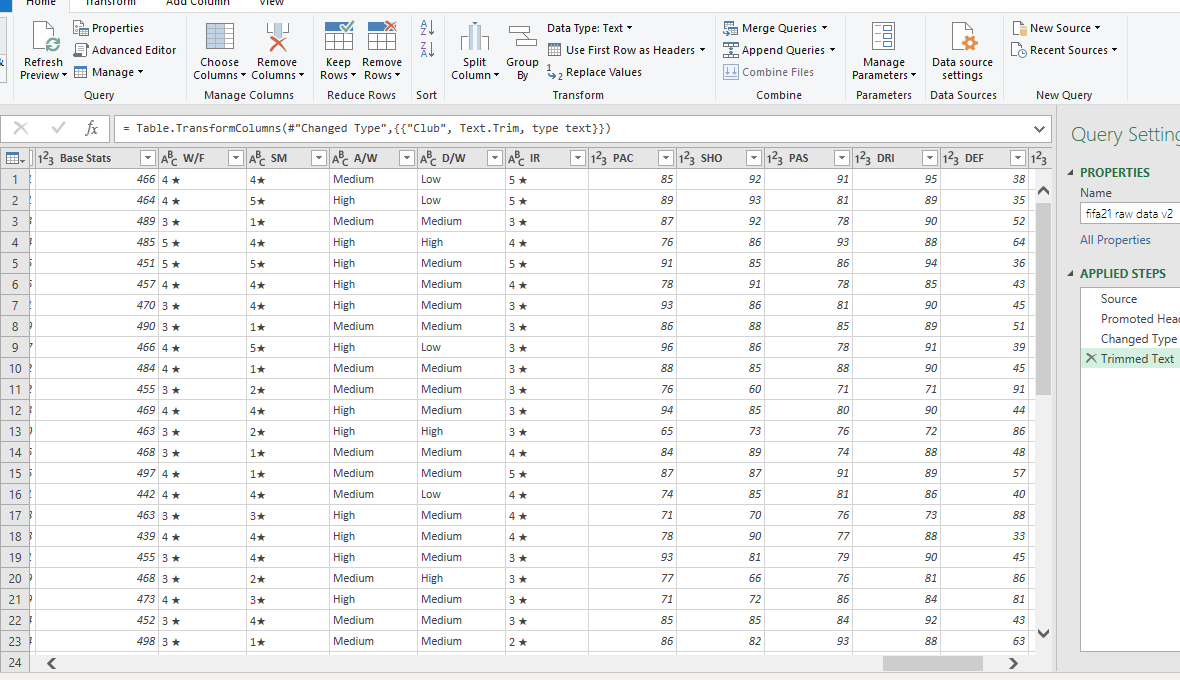 Home Transform Add Column View
Refresh Preview
Properties
Advanced Editor
Manage
Query
Choose Columns
Remove Columns
Manage Columns
Keep Rows
Remove Rows
Reduce Rows
Sort
Split Column
Group By
Data Type: Text
Use First Row as Headers
Replace Values
Transform
Merge Queries
Append Queries
Combine Files
Combine
Manage Parameters
Parameters
Data source settings
Data Sources
New Source
Recent Sources
New Query
fx = Table.TransformColumns(#"Changed Type",{{"Club", Text.Trim, type text}})
Base Stats W/F SM A/W D/W IR PAC SHO PAS DRI DEF
1 466 4 ★ 4★ Medium Low 5 ★ 85 92 91 95 38
2 464 4 ★ 5★ High Low 5 ★ 89 93 81 89 35
3 489 3 ★ 1★ Medium Medium 3 ★ 87 92 78 90 52
4 485 5 ★ 4★ High High 4 ★ 76 86 93 88 64
5 451 5 ★ 5★ High Medium 5 ★ 91 85 86 94 36
6 457 4 ★ 4★ High Medium 4 ★ 78 91 78 85 43
7 470 3 ★ 4★ High Medium 3 ★ 93 86 81 90 45
8 490 3 ★ 1★ Medium Medium 3 ★ 86 88 85 89 51
9 466 4 ★ 5★ High Low 3 ★ 96 86 78 91 39
10 484 4 ★ 1★ Medium Medium 3 ★ 88 85 88 90 45
11 455 3 ★ 2★ Medium Medium 3 ★ 76 60 71 71 91
12 469 4 ★ 4★ High Medium 3 ★ 94 85 80 90 44
13 463 3 ★ 2★ High High 3 ★ 65 73 76 72 86
14 468 3 ★ 1★ Medium Medium 3 ★ 84 89 74 88 48
15 497 4 ★ 1★ Medium Medium 5 ★ 87 87 91 89 57
16 442 4 ★ 4★ Medium Low 4 ★ 74 85 81 86 40
17 463 3 ★ 3★ High Medium 4 ★ 71 70 76 73 88
18 439 4 ★ 4★ High Medium 4 ★ 78 90 77 88 33
19 455 3 ★ 4★ High Medium 3 ★ 93 81 79 90 45
20 468 3 ★ 2★ Medium High 3 ★ 77 66 76 81 86
21 473 4 ★ 3★ High Medium 3 ★ 71 72 86 84 81
22 452 3 ★ 4★ Medium Medium 3 ★ 85 85 84 92 43
23 498 3 ★ 1★ Medium Medium 2 ★ 86 82 93 88 63
24
Query Setting
PROPERTIES
Name
fifa21 raw data v2
All Properties
APPLIED STEPS
Source
Promoted Hea
Changed Type
Trimmed Text